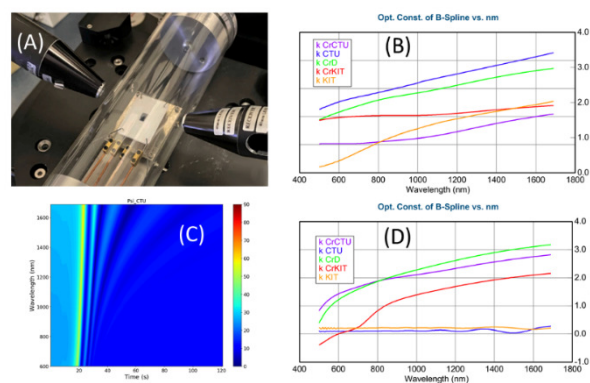 (A)
Opt. Const. of B-Spline vs. nm
(B)
k CrCTU
k CTU
k CrD
k CrKIT
k KIT
4.0
3.0
2.0
1.0
0.0
400 600 800 1000 1200 1400 1600 1800
Wavelength (nm)
Psi_CTU
(C)
Wavelength (nm)
1600
1400
1200
1000
800
600
0 20 40 60 80 100 120
Time (s)
90
80
70
60
50
40
30
20
10
0
Opt. Const. of B-Spline vs. nm
(D)
k CrCTU
k CTU
k CrD
k CrKIT
k KIT
4.0
3.0
2.0
1.0
0.0
-1.0
400 600 800 1000 1200 1400 1600 1800
Wavelength (nm)